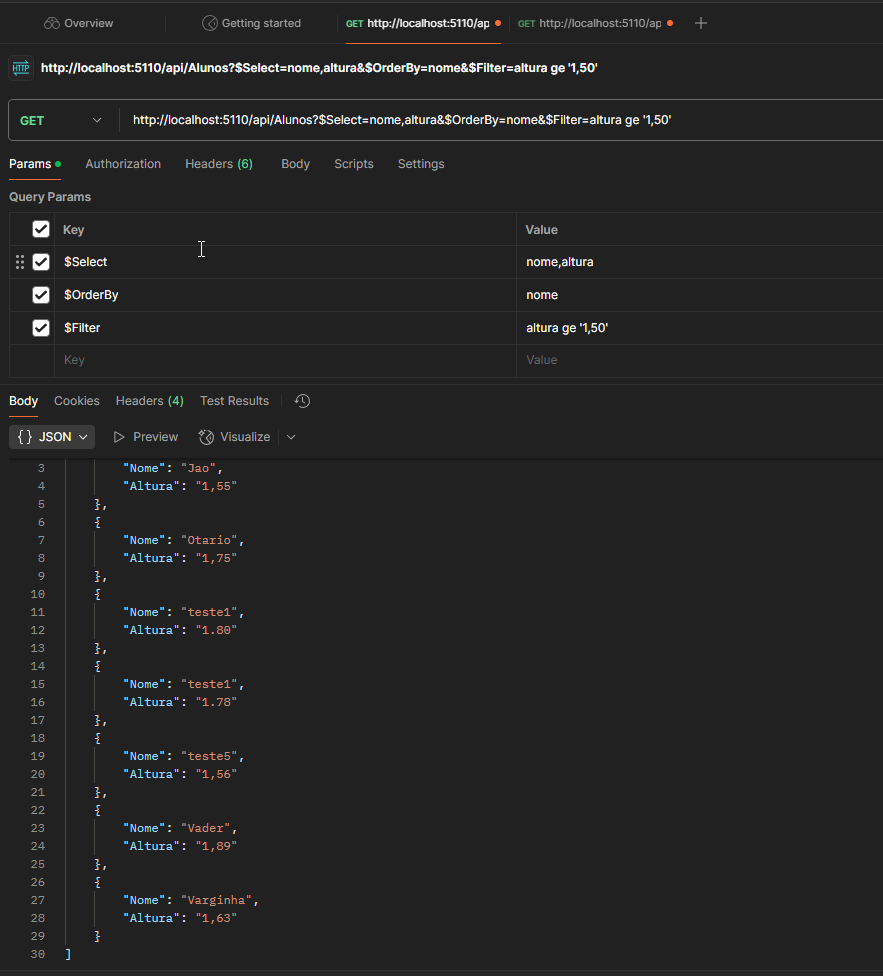 Overview Getting started GET http://localhost:5110/ap GET http://localhost:5110/ap
HTTP http://localhost:5110/api/Alunos?$Select=nome,altura&$OrderBy=nome&$Filter=altura ge '1,50'
GET http://localhost:5110/api/Alunos?$Select=nome,altura&$OrderBy=nome&$Filter=altura ge '1,50'
Params Authorization Headers (6) Body Scripts Settings
Query Params
Key Value
$Select nome,altura
$OrderBy nome
$Filter altura ge '1,50'
Key Value
Body Cookies Headers (4) Test Results
{} JSON Preview Visualize
3 "Nome": "Jao",
4 "Altura": "1,55"
5 },
6 {
7 "Nome": "Otario",
8 "Altura": "1,75"
9 },
10 {
11 "Nome": "teste1",
12 "Altura": "1.80"
13 },
14 {
15 "Nome": "teste1",
16 "Altura": "1.78"
17 },
18 {
19 "Nome": "teste5",
20 "Altura": "1,56"
21 },
22 {
23 "Nome": "Vader",
24 "Altura": "1,89"
25 },
26 {
27 "Nome": "Varginha",
28 "Altura": "1,63"
29 }
30 ]